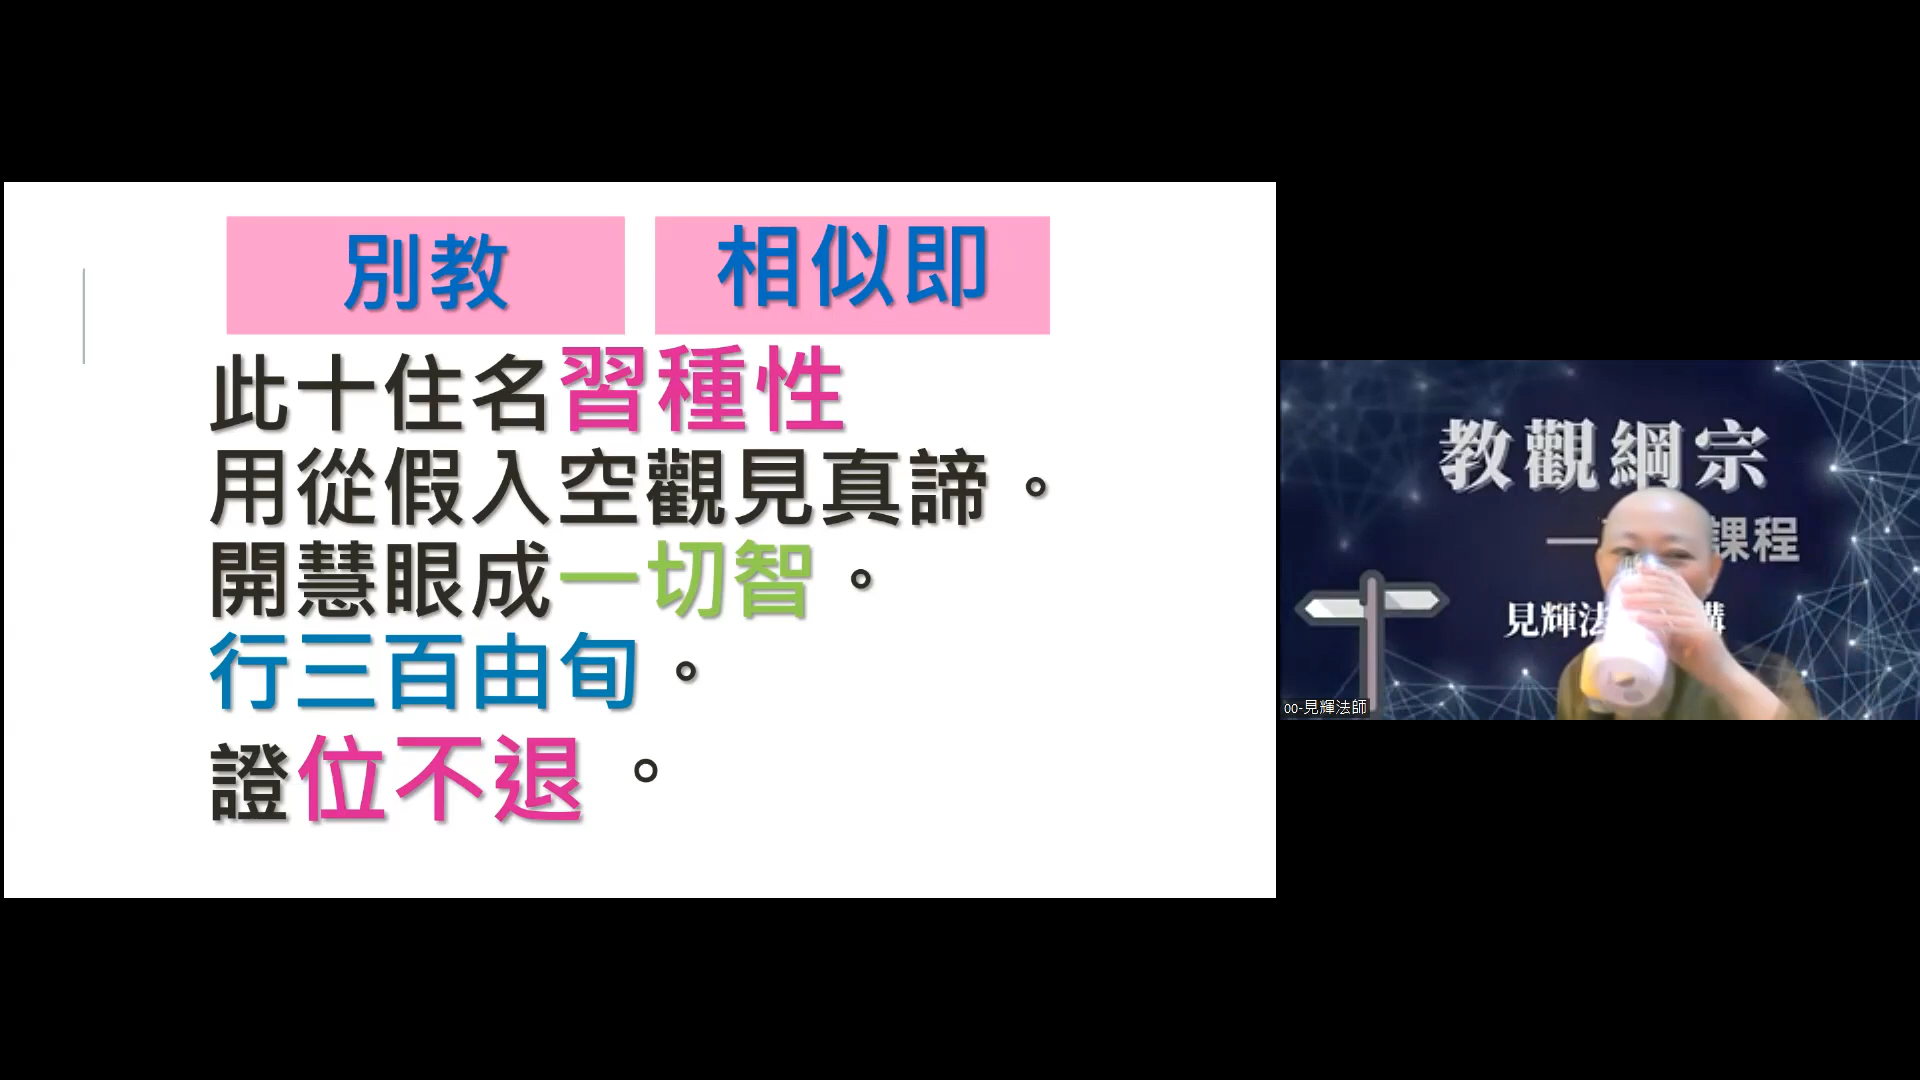 別教 相似即
此十住名習種性
用從假入空觀見真諦。
開慧眼成一切智。
行三百由旬。
證位不退。
教觀綱宗
課程
見輝法 講
00-見輝法師